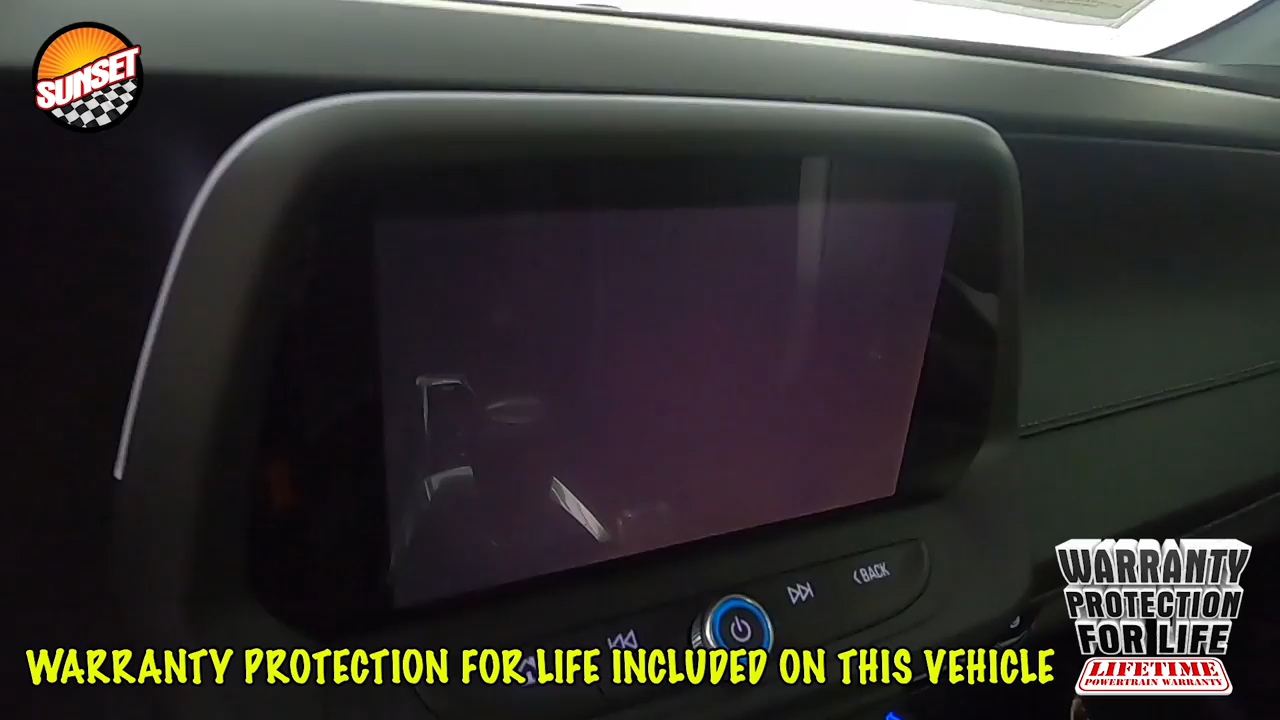 SUNSET
< BACK
WARRANTY PROTECTION FOR LIFE INCLUDED ON THIS VEHICLE
WARRANTY
PROTECTION
FOR LIFE
LIFETIME
POWERTRAIN WARRANTY